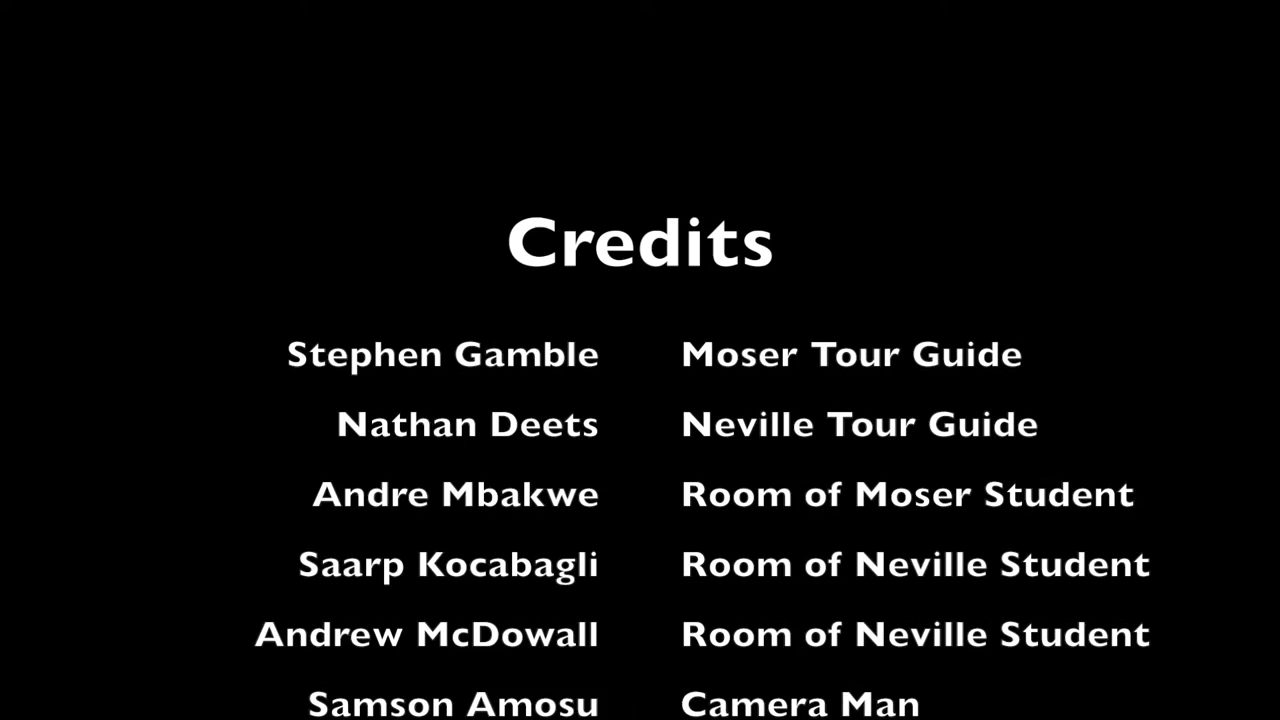 Credits
Stephen Gamble Moser Tour Guide
Nathan Deets Neville Tour Guide
Andre Mbakwe Room of Moser Student
Saarp Kocabagli Room of Neville Student
Andrew McDowall Room of Neville Student
Samson Amosu Camera Man